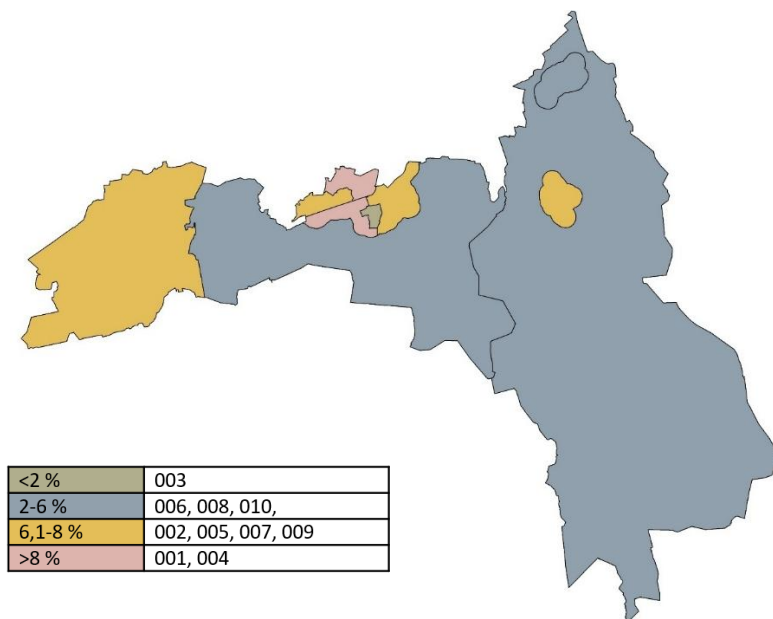 <2 % 003
2-6 % 006, 008, 010,
6,1-8 % 002, 005, 007, 009
>8 % 001, 004